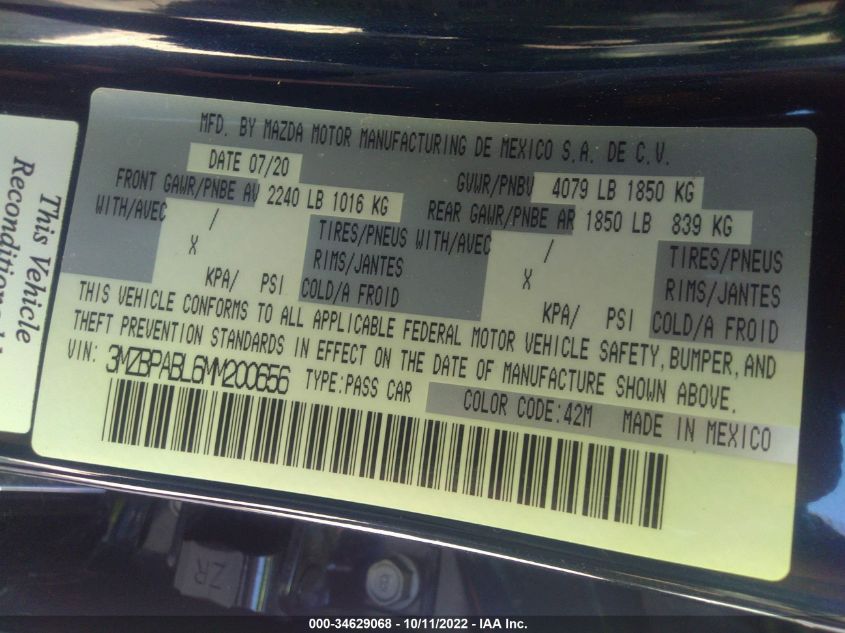 MFD. BY MAZDA MOTOR MANUFACTURING DE MEXICO S.A. DE C.V.
DATE 07/20 GVWR/PNBV 4079 LB 1850 KG
FRONT GAWR/PNBE AV 2240 LB 1016 KG REAR GAWR/PNBE AR 1850 LB 839 KG
WITH/AVEC / TIRES/PNEUS WITH/AVEC / TIRES/PNEUS
X RIMS/JANTES X RIMS/JANTES
KPA/ PSI COLD/A FROID KPA/ PSI COLD/A FROID
THIS VEHICLE CONFORMS TO ALL APPLICABLE FEDERAL MOTOR VEHICLE SAFETY, BUMPER, AND
THEFT PREVENTION STANDARDS IN EFFECT ON THE DATE OF MANUFACTURE SHOWN ABOVE.
VIN: 3MZBPABL6MM200656 TYPE:PASS CAR
COLOR CODE:42M MADE IN MEXICO
This Vehicle
ZR
000-34629068 - 10/11/2022 - IAA Inc.